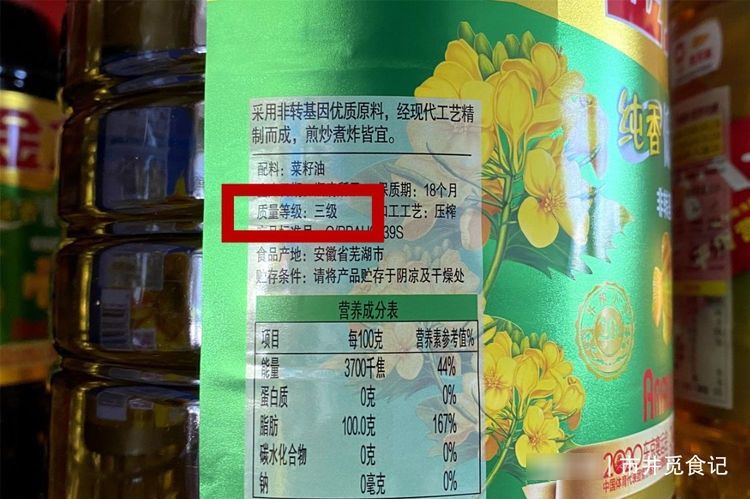 采用非转基因优质原料，经现代工艺精
制而成，煎炒煮炸皆宜。
配料：菜籽油
保质期：18个月
质量等级：三级 加工工艺：压榨
食品产地：安徽省芜湖市
贮存条件：请将产品贮存于阴凉及干燥处
营养成分表
项目 每100克 营养素参考值%
能量 3700千焦 44%
蛋白质 0克 0%
脂肪 100.0克 167%
碳水化合物 0克 0%
钠 0毫克 0%
纯香
市井觅食记